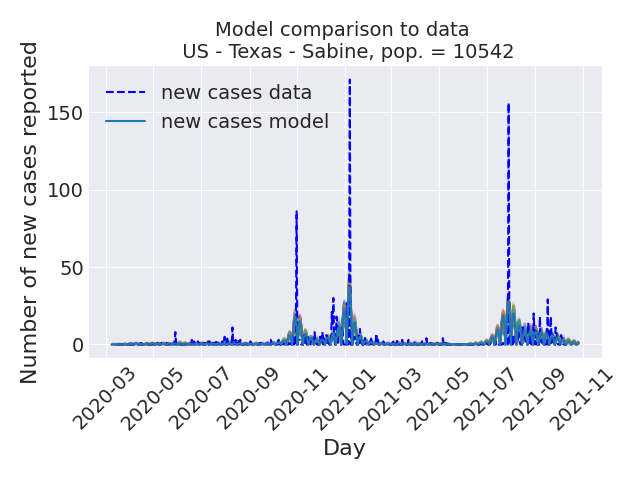 Model comparison to data
US - Texas - Sabine, pop. = 10542
Number of new cases reported
150
100
50
0
new cases data
new cases model
2020-03
2020-05
2020-07
2020-09
2020-11
2021-01
2021-03
2021-05
2021-07
2021-09
2021-11
Day